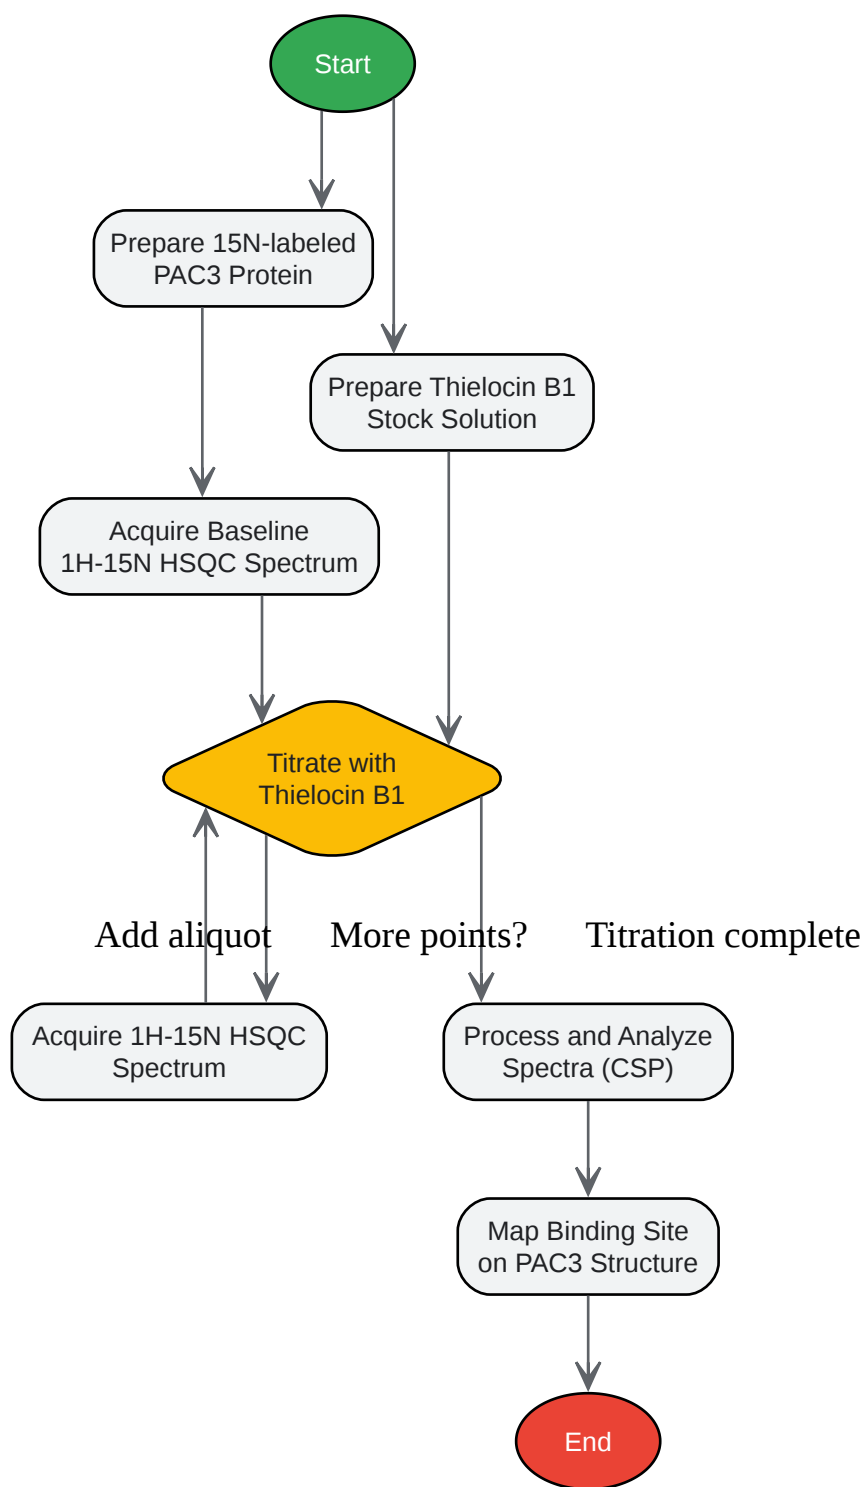 Start
Prepare 15N-labeled
PAC3 Protein
Prepare Thielocin B1
Stock Solution
Acquire Baseline
1H-15N HSQC Spectrum
Titrate with
Thielocin B1
Add aliquot
More points?
Titration complete
Acquire 1H-15N HSQC
Spectrum
Process and Analyze
Spectra (CSP)
Map Binding Site
on PAC3 Structure
End